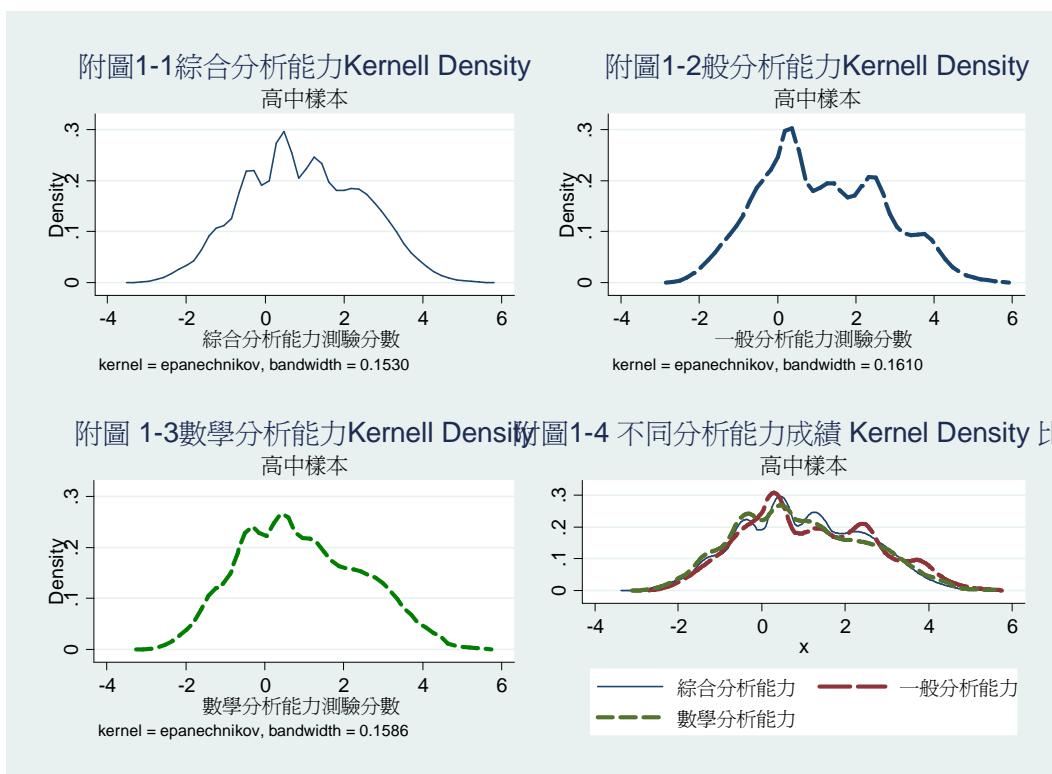 附圖1-1綜合分析能力Kernell Density
高中樣本
Density
0 .1 .2 .3
-4 -2 0 2 4 6
綜合分析能力測驗分數
kernel = epanechnikov, bandwidth = 0.1530
附圖1-2般分析能力Kernell Density
高中樣本
Density
0 .1 .2 .3
-4 -2 0 2 4 6
一般分析能力測驗分數
kernel = epanechnikov, bandwidth = 0.1610
附圖 1-3數學分析能力Kernell Density
高中樣本
Density
0 .1 .2 .3
-4 -2 0 2 4 6
數學分析能力測驗分數
kernel = epanechnikov, bandwidth = 0.1586
附圖1-4 不同分析能力成績 Kernel Density 比
高中樣本
0 .1 .2 .3
-4 -2 0 2 4 6
x
綜合分析能力 一般分析能力
數學分析能力